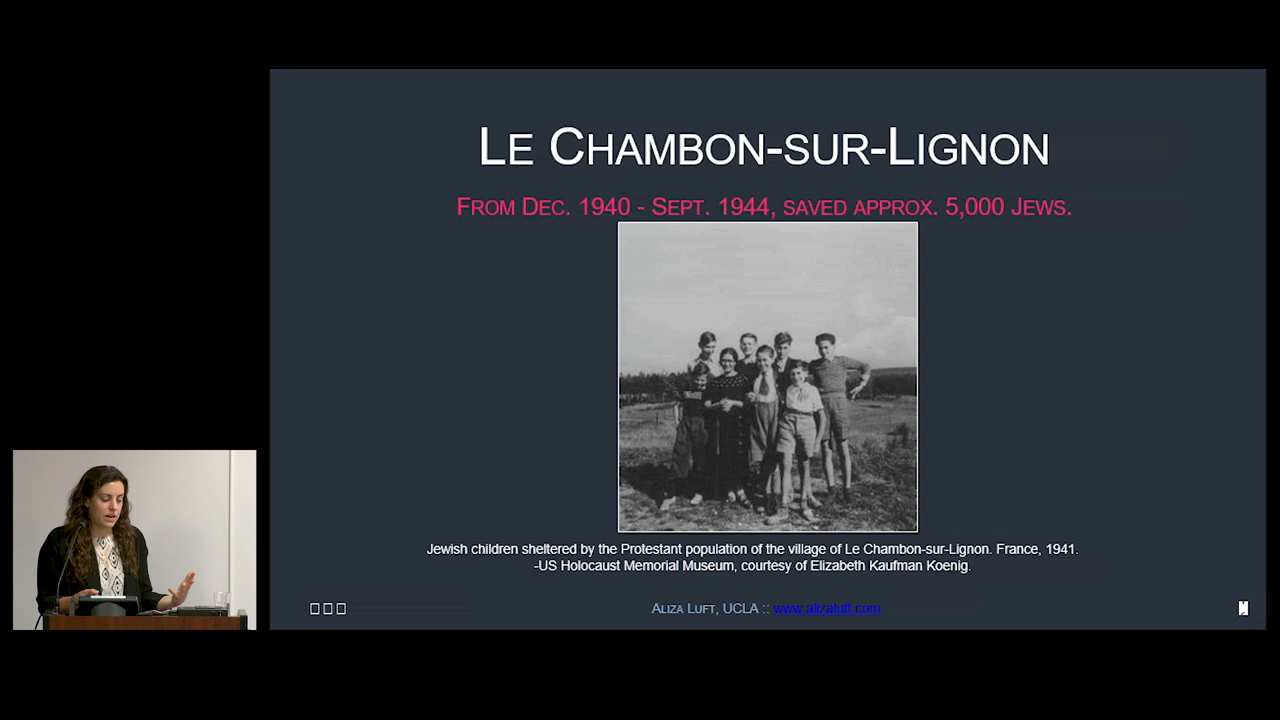 LE CHAMBON-SUR-LIGNON
FROM DEC. 1940 - SEPT. 1944, SAVED APPROX. 5,000 JEWS.
Jewish children sheltered by the Protestant population of the village of Le Chambon-sur-Lignon. France, 1941.
-US Holocaust Memorial Museum, courtesy of Elizabeth Kaufman Koenig.
ALIZA LUFT, UCLA :: www.alizaluft.com